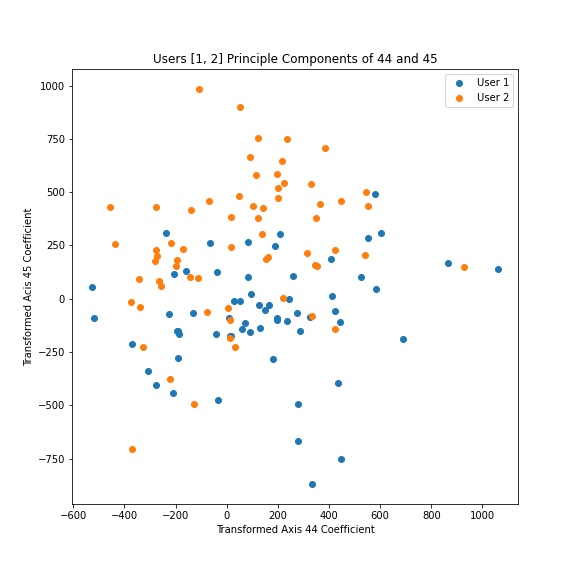 Users [1, 2] Principle Components of 44 and 45
User 1
User 2
1000
750
500
250
0
−250
−500
−750
Transformed Acis 45 Coefficient
−600 −400 −200 0 200 400 600 800 1000
Transformed Axis 44 Coefficient